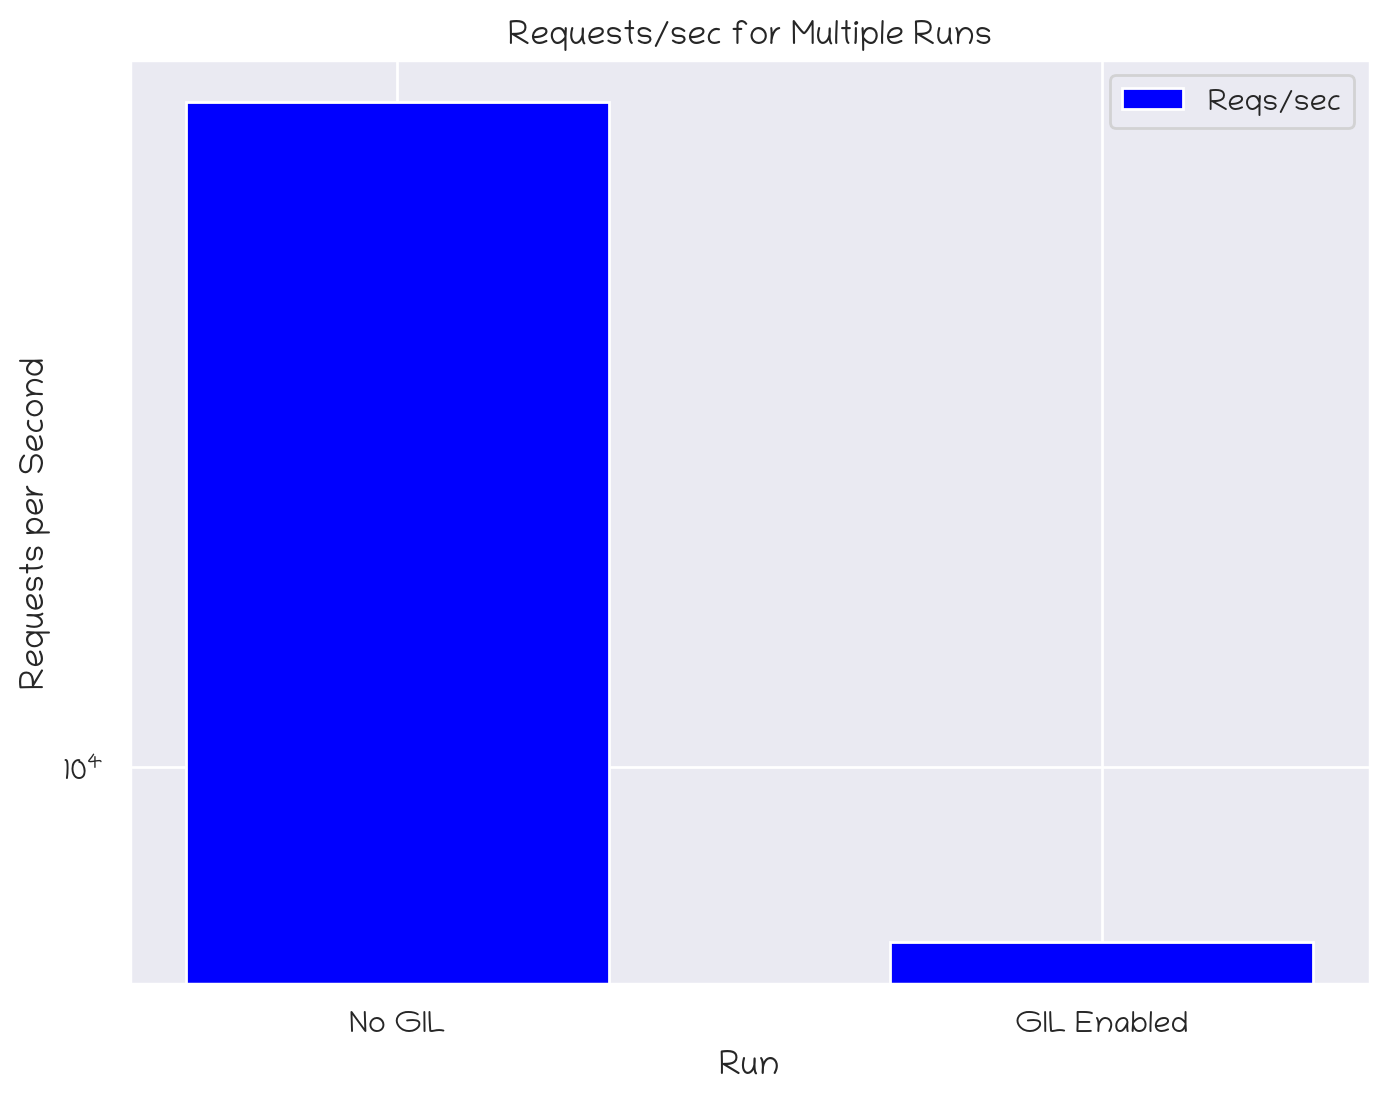 Requests/sec for Multiple Runs
Reqs/sec
Requests per Second
10⁴
No GIL
GIL Enabled
Run